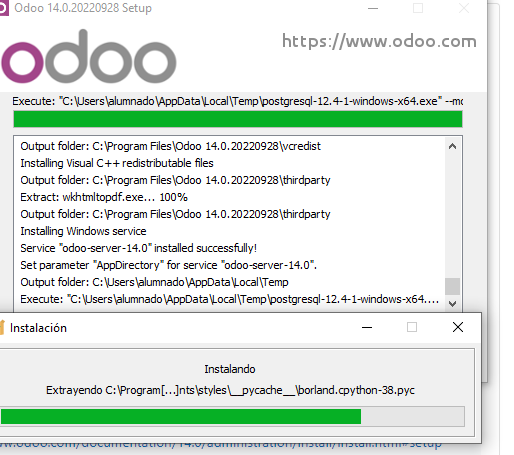 Odoo 14.0.20220928 Setup
odoo
https://www.odoo.com
Execute: "C:\Users\alumnado\AppData\Local\Temp\postgresql-12.4-1-windows-x64.exe" --mo
Output folder: C:\Program Files\Odoo 14.0.20220928\vcredist
Installing Visual C++ redistributable files
Output folder: C:\Program Files\Odoo 14.0.20220928\thirdparty
Extract: wkhtmltopdf.exe... 100%
Output folder: C:\Program Files\Odoo 14.0.20220928\thirdparty
Installing Windows service
Service "odoo-server-14.0" installed successfully!
Set parameter "AppDirectory" for service "odoo-server-14.0".
Output folder: C:\Users\alumnado\AppData\Local\Temp
Execute: "C:\Users\alumnado\AppData\Local\Temp\postgresql-12.4-1-windows-x64....
Instalación
Instalando
Extrayendo C:\Program[...]nts\styles\__pycache__\borland.cpython-38.pyc
ww.odoo.com/documentation/14.0/administration/install/install.html#setup